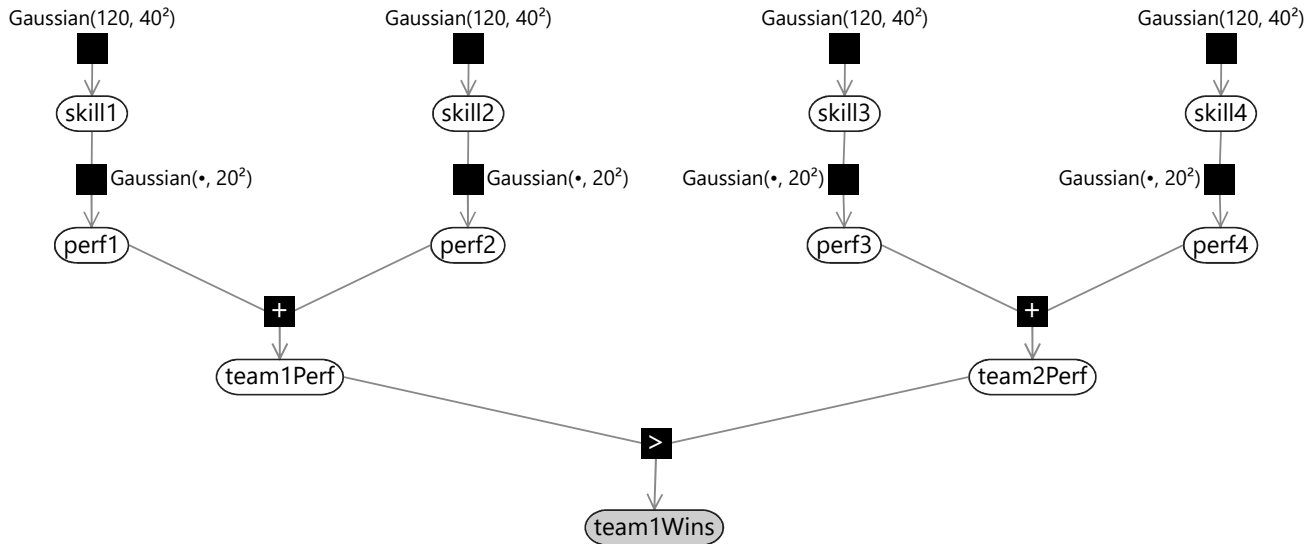 Gaussian(120, 40²) Gaussian(120, 40²) Gaussian(120, 40²) Gaussian(120, 40²)
skill1 skill2 skill3 skill4
Gaussian(•, 20²) Gaussian(•, 20²) Gaussian(•, 20²) Gaussian(•, 20²)
perf1 perf2 perf3 perf4
+ +
team1Perf team2Perf
>
team1Wins